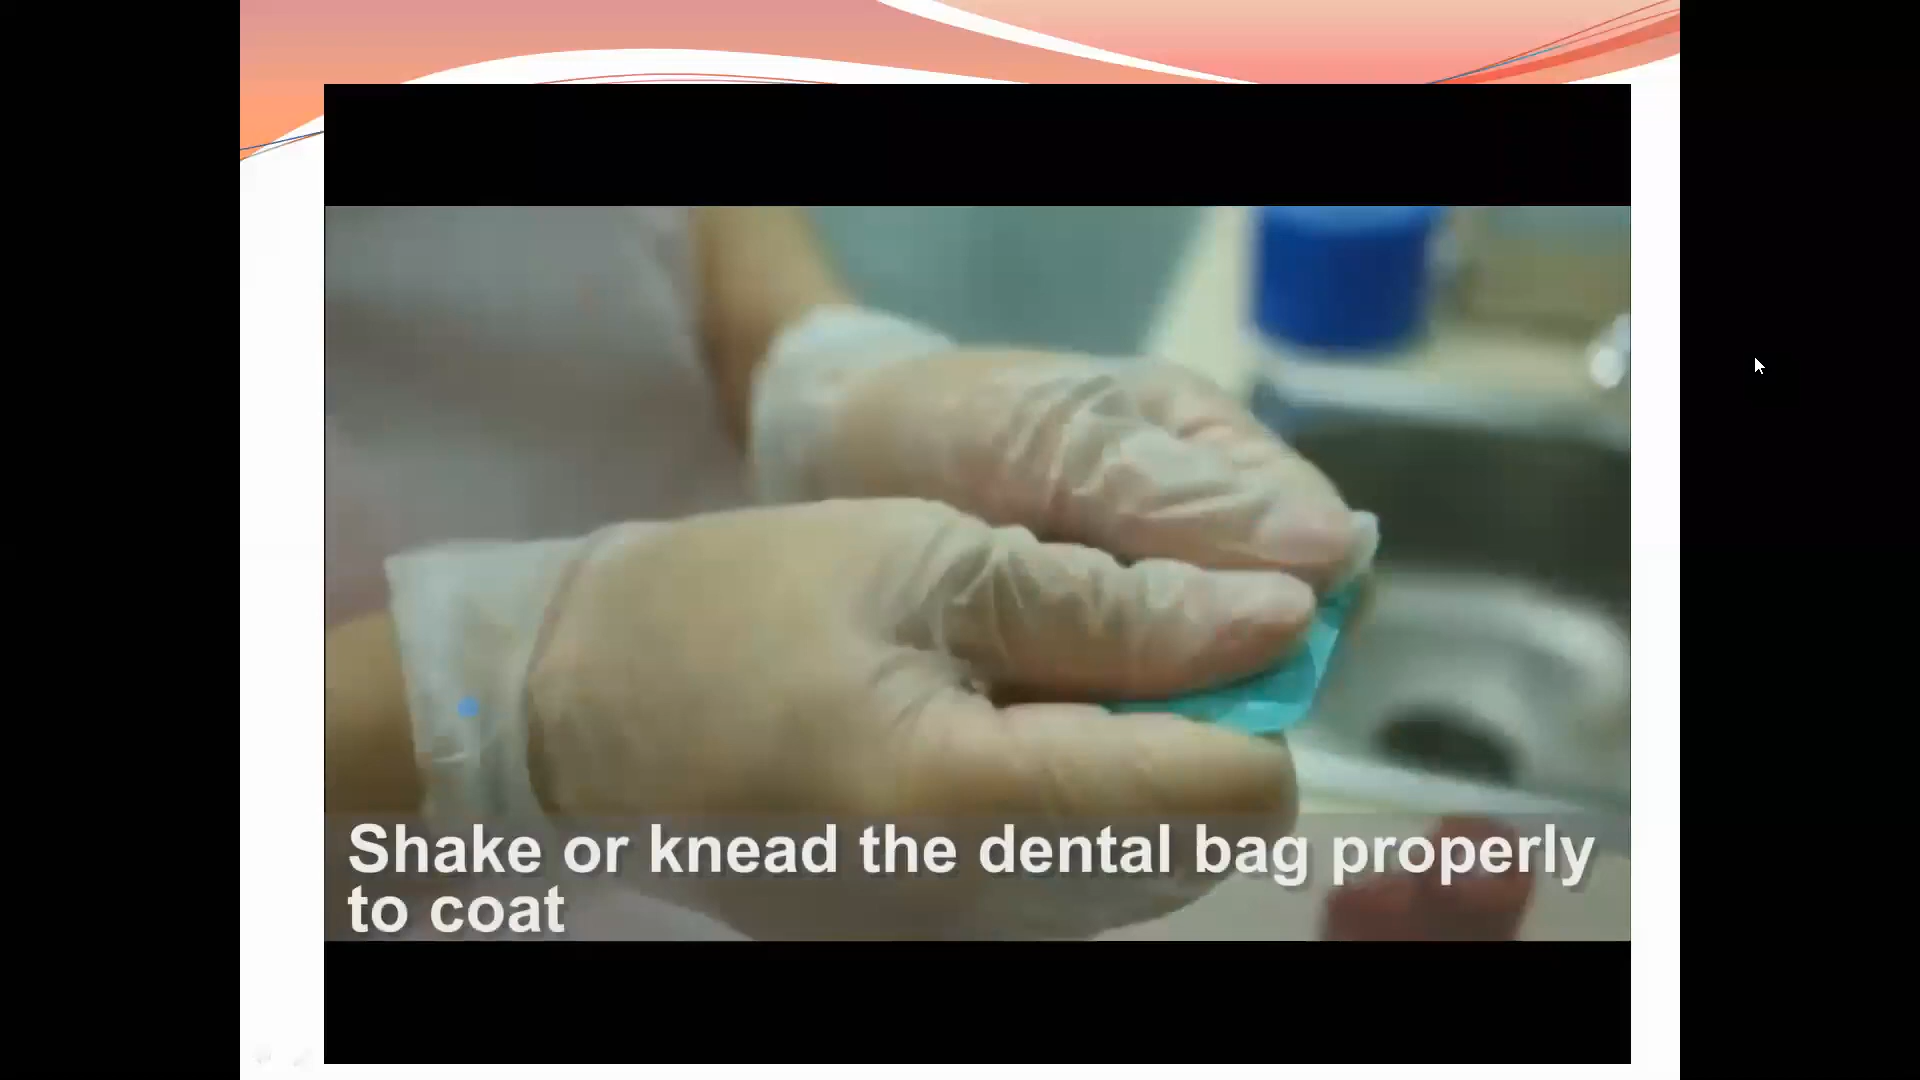 Shake or knead the dental bag properly
to coat